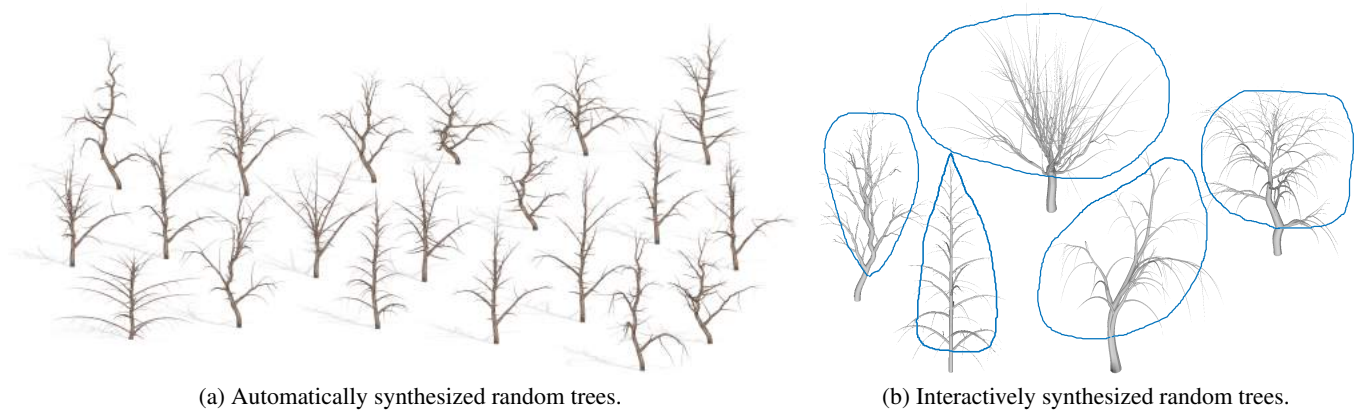 (a) Automatically synthesized random trees.
(b) Interactively synthesized random trees.